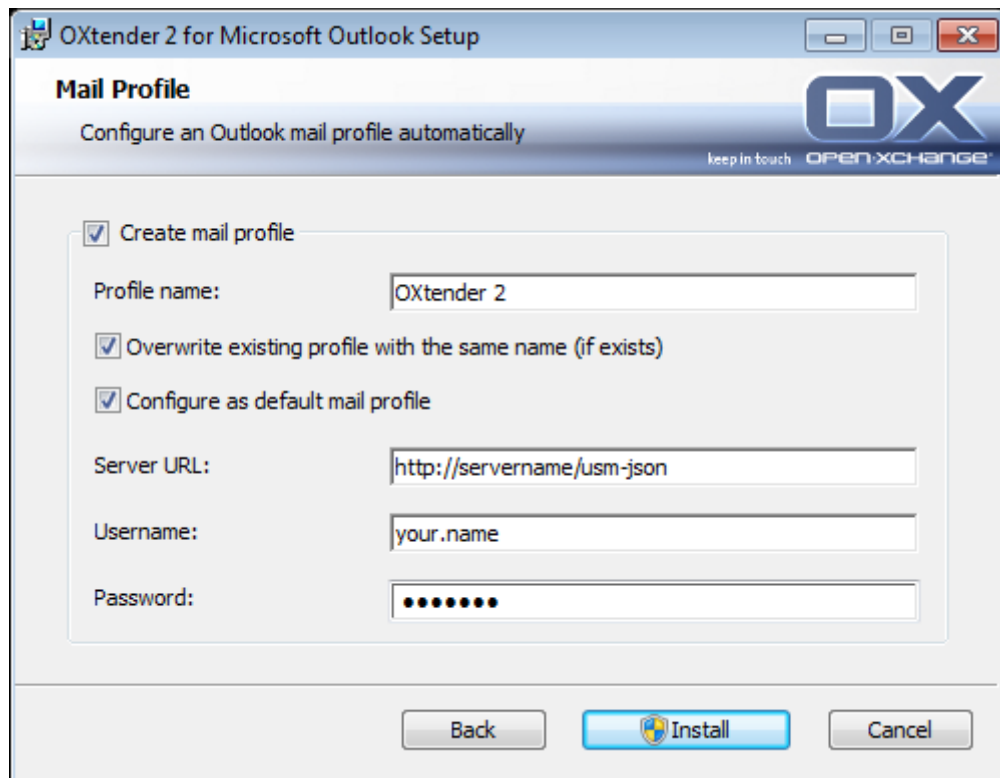 OXtender 2 for Microsoft Outlook Setup
Mail Profile
Configure an Outlook mail profile automatically
OX
keep in touch OPEN-XCHANGE
Create mail profile
Profile name: OXtender 2
Overwrite existing profile with the same name (if exists)
Configure as default mail profile
Server URL: http://servername/usm-json
Username: your.name
Password: •••••••
Back Install Cancel